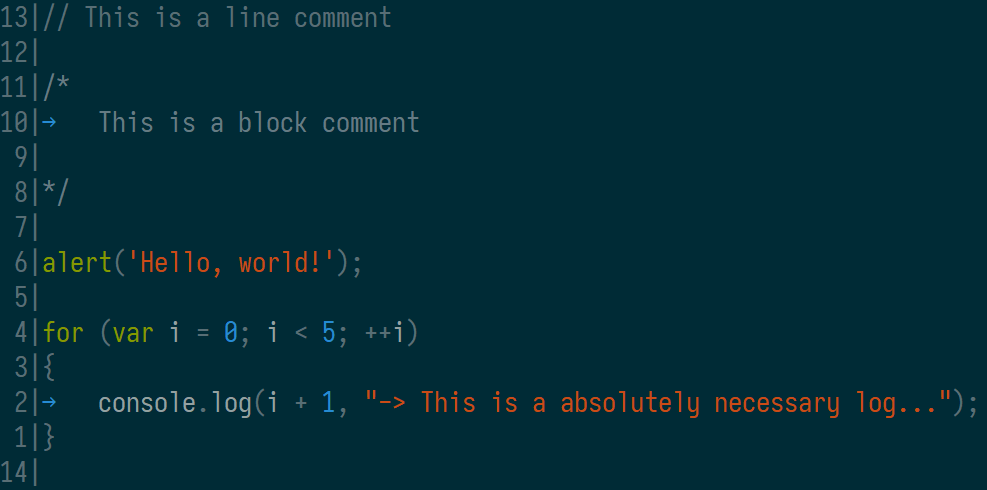 13|// This is a line comment
12|
11|/*
10|→   This is a block comment
 9|
 8|*/
 7|
 6|alert('Hello, world!');
 5|
 4|for (var i = 0; i < 5; ++i)
 3|{
 2|→   console.log(i + 1, "-> This is a absolutely necessary log...");
 1|}
14|